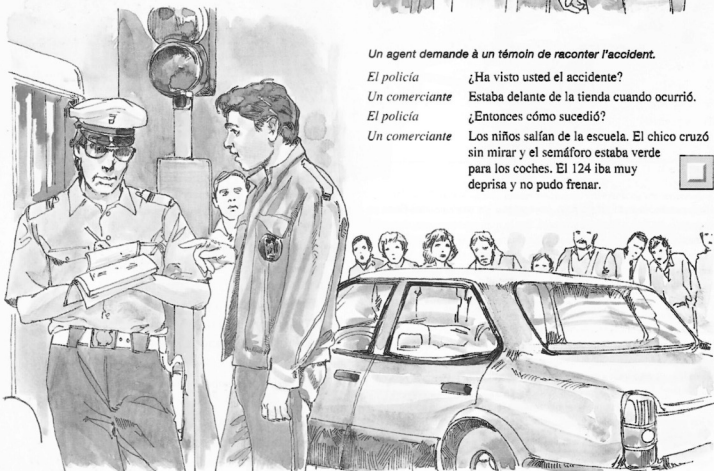 Un agent demande à un témoin de raconter l'accident.
El policía ¿Ha visto usted el accidente?
Un comerciante Estaba delante de la tienda cuando ocurrió.
El policía ¿Entonces cómo sucedió?
Un comerciante Los niños salían de la escuela. El chico cruzó
sin mirar y el semáforo estaba verde
para los coches. El 124 iba muy
deprisa y no pudo frenar.